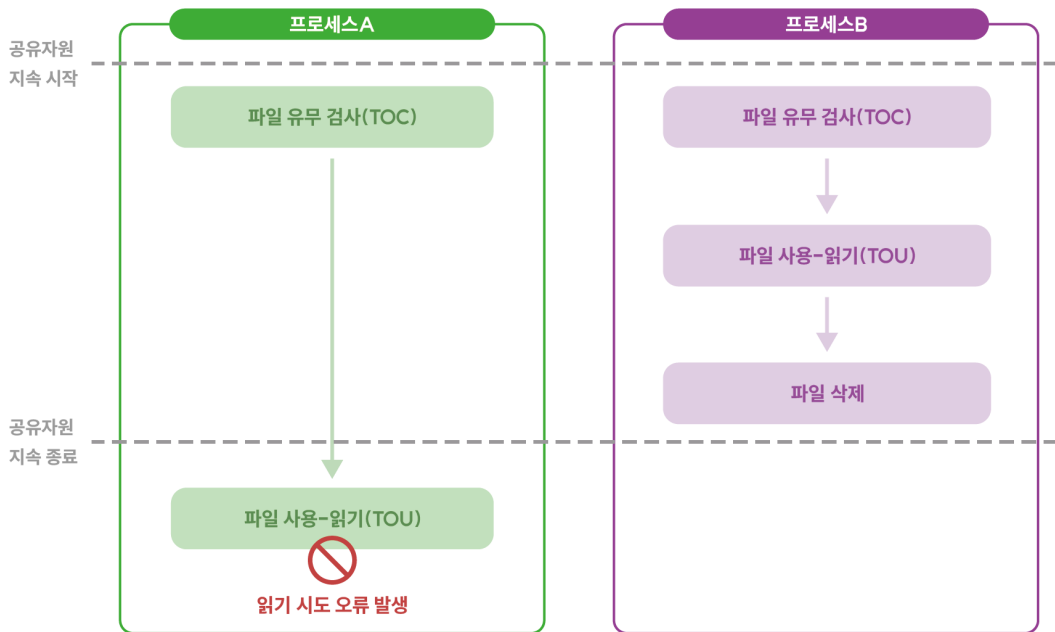 프로세스A
프로세스B
공유자원
지속 시작
파일 유무 검사(TOC)
파일 유무 검사(TOC)
파일 사용-읽기(TOU)
파일 삭제
공유자원
지속 종료
파일 사용-읽기(TOU)
읽기 시도 오류 발생